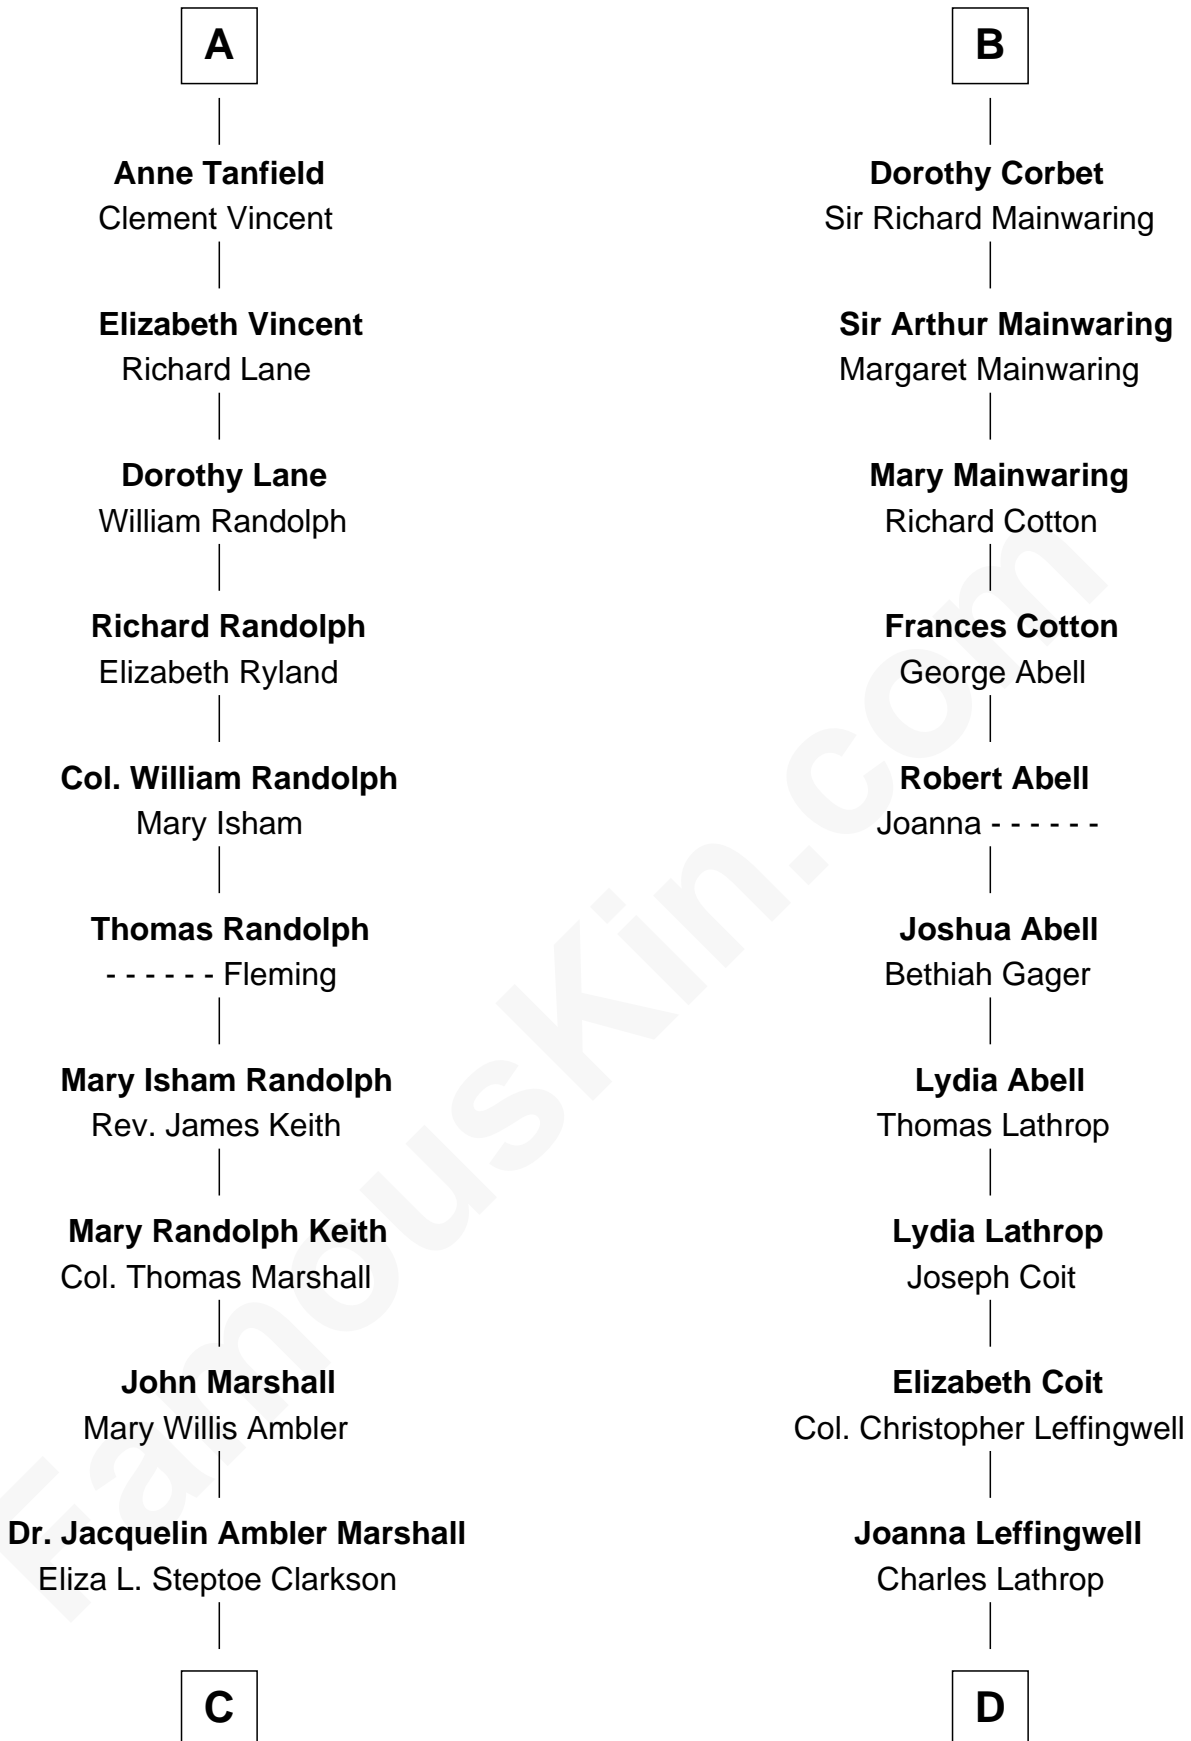 A
Anne Tanfield
Clement Vincent
Elizabeth Vincent
Richard Lane
Dorothy Lane
William Randolph
Richard Randolph
Elizabeth Ryland
Col. William Randolph
Mary Isham
Thomas Randolph
- - - - - - Fleming
Mary Isham Randolph
Rev. James Keith
Mary Randolph Keith
Col. Thomas Marshall
John Marshall
Mary Willis Ambler
Dr. Jacquelin Ambler Marshall
Eliza L. Steptoe Clarkson
C
B
Dorothy Corbet
Sir Richard Mainwaring
Sir Arthur Mainwaring
Margaret Mainwaring
Mary Mainwaring
Richard Cotton
Frances Cotton
George Abell
Robert Abell
Joanna - - - - - -
Joshua Abell
Bethiah Gager
Lydia Abell
Thomas Lathrop
Lydia Lathrop
Joseph Coit
Elizabeth Coit
Col. Christopher Leffingwell
Joanna Leffingwell
Charles Lathrop
D
FamousKin.com